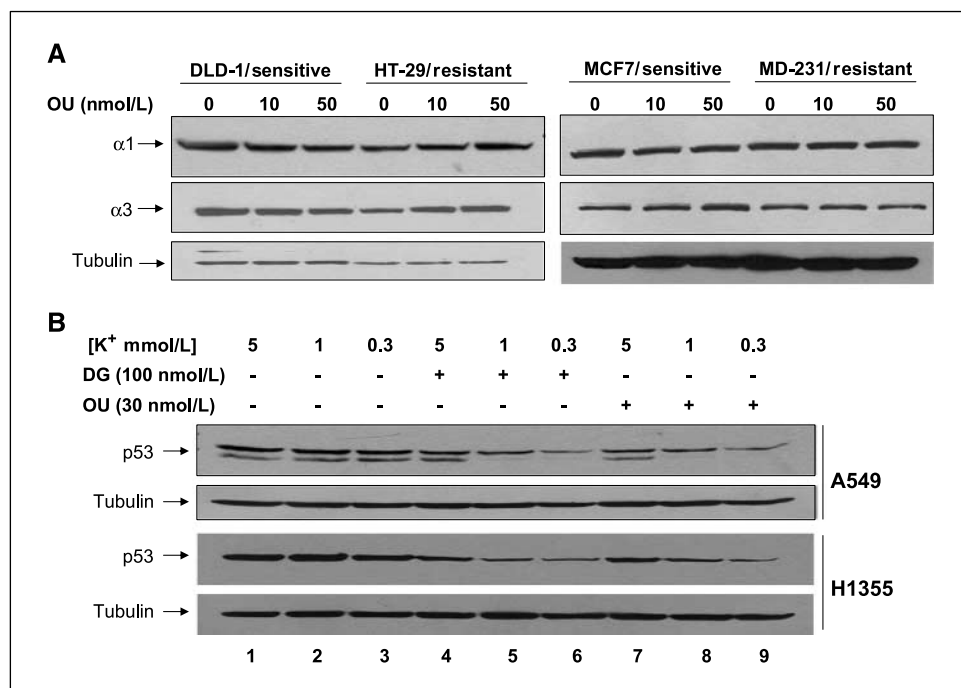 A
DLD-1/sensitive HT-29/resistant MCF7/sensitive MD-231/resistant
OU (nmol/L) 0 10 50 0 10 50 0 10 50 0 10 50
α1
α3
Tubulin
B
[K+ mmol/L] 5 1 0.3 5 1 0.3 5 1 0.3
DG (100 nmol/L) - - - + + + - - -
OU (30 nmol/L) - - - - - - + + +
p53
Tubulin
A549
p53
Tubulin
H1355
1 2 3 4 5 6 7 8 9